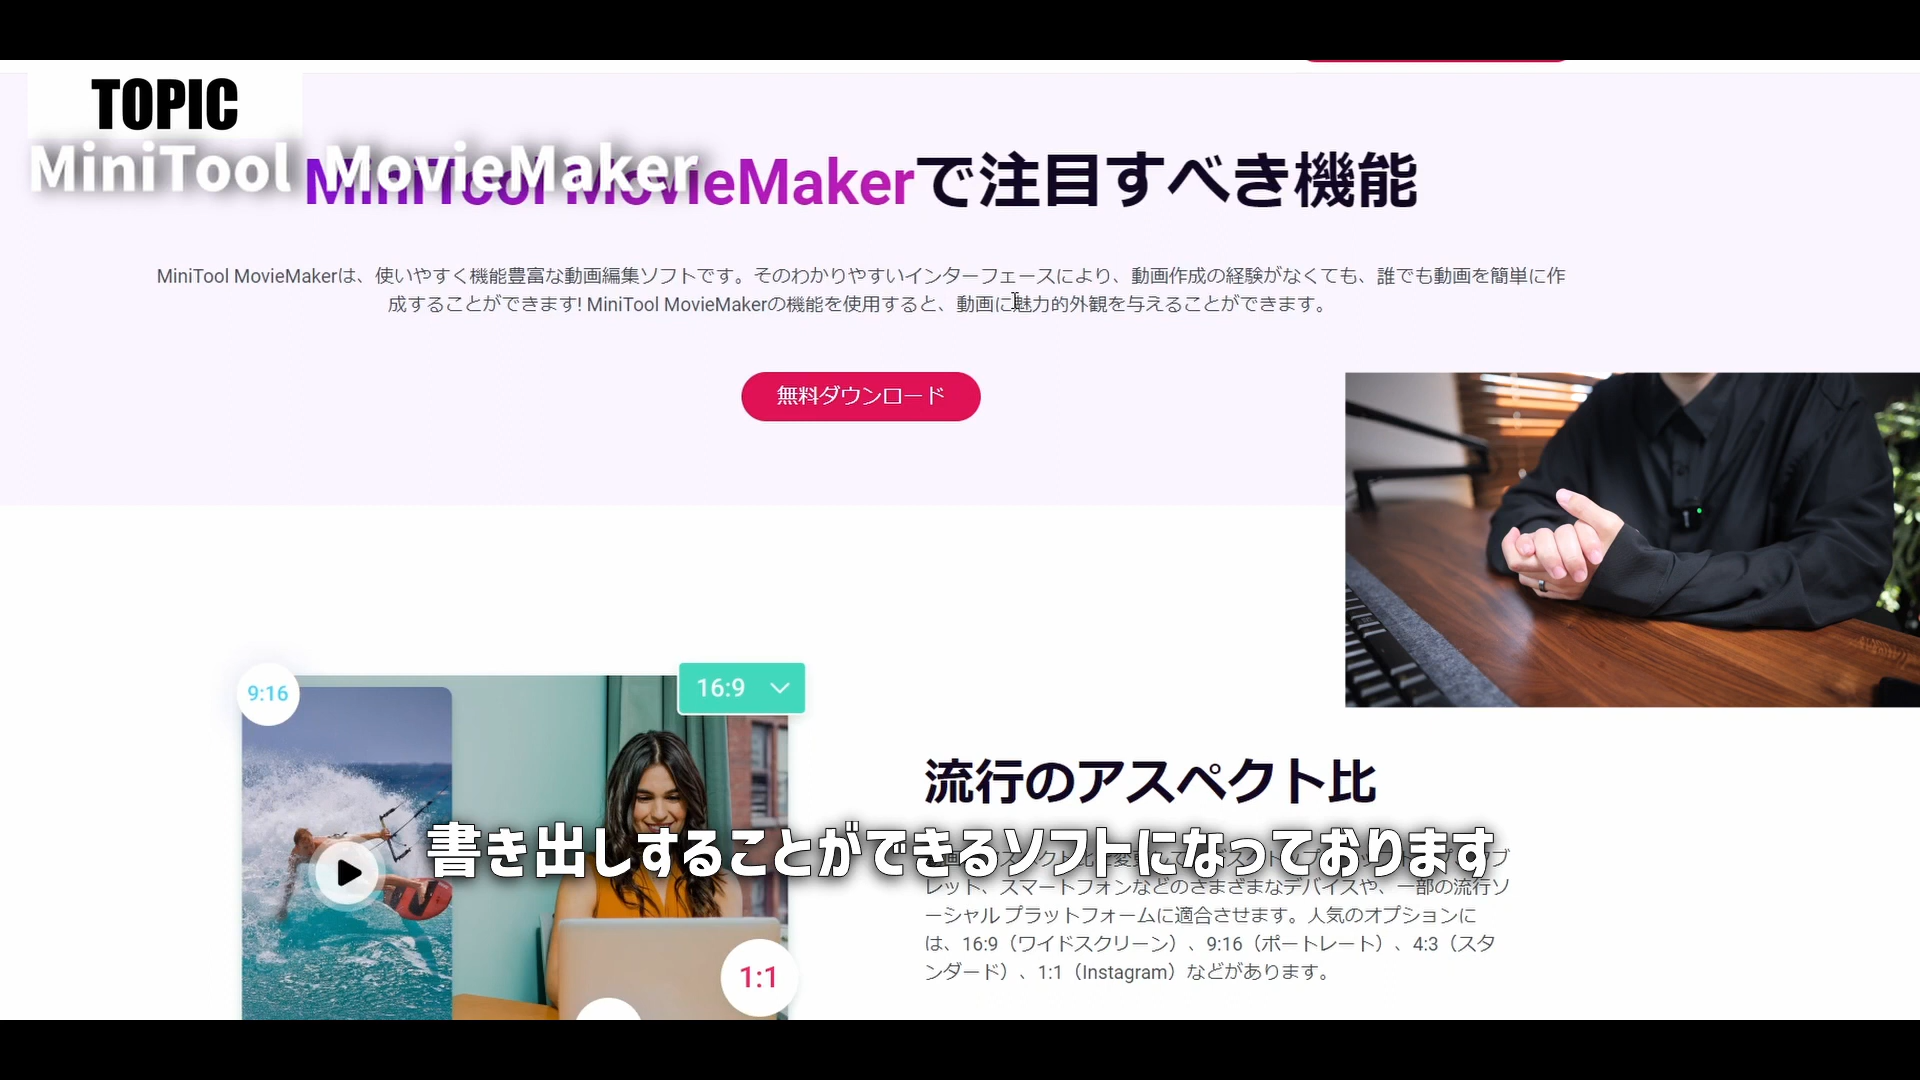 TOPIC
MiniTool MovieMaker
MiniTool MovieMakerで注目すべき機能
MiniTool MovieMakerは、使いやすく機能豊富な動画編集ソフトです。そのわかりやすいインターフェースにより、動画作成の経験がなくても、誰でも動画を簡単に作
成することができます! MiniTool MovieMakerの機能を使用すると、動画に魅力的外観を与えることができます。
無料ダウンロード
9:16
16:9
1:1
流行のアスペクト比
書き出しすることができるソフトになっております
レット、スマートフォンなどのさまざまなデバイスや、一部の流行ソ
ーシャル プラットフォームに適合させます。人気のオプションに
は、16:9（ワイドスクリーン）、9:16（ポートレート）、4:3（スタ
ンダード）、1:1（Instagram）などがあります。